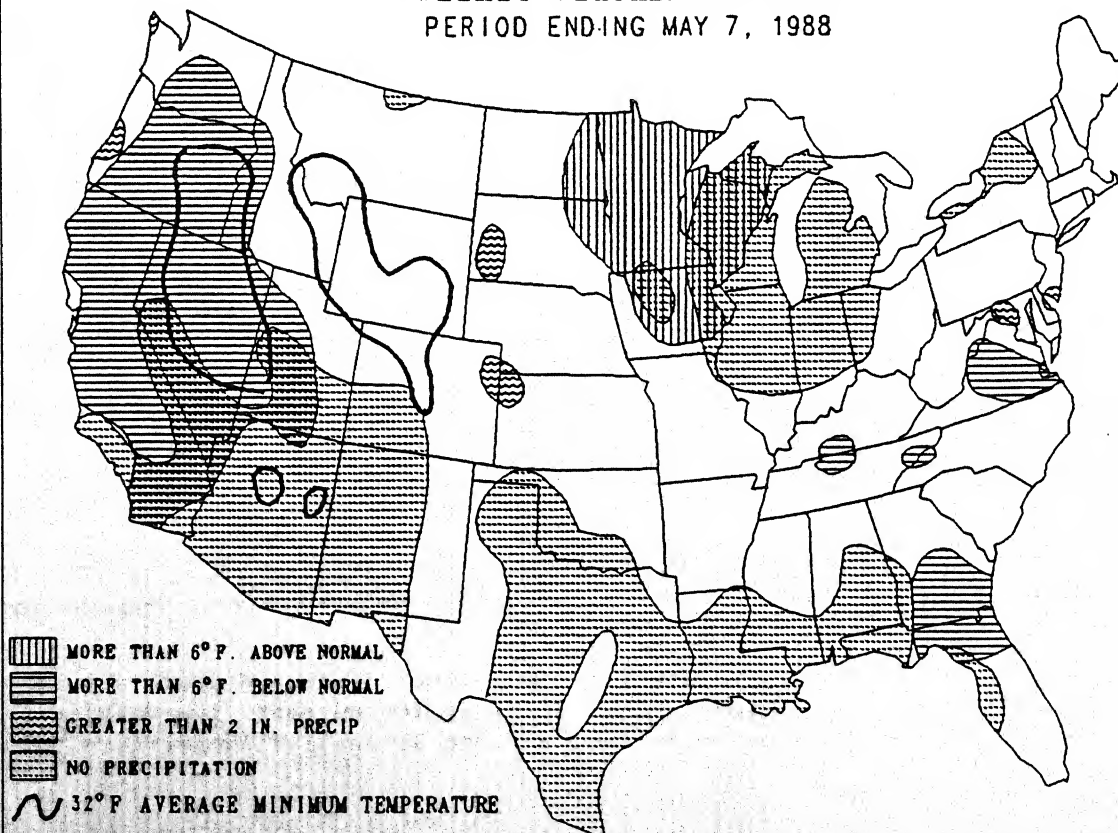 PERIOD ENDING MAY 7, 1988
MORE THAN 6°F. ABOVE NORMAL
MORE THAN 6°F. BELOW NORMAL
GREATER THAN 2 IN. PRECIP
NO PRECIPITATION
32°F AVERAGE MINIMUM TEMPERATURE